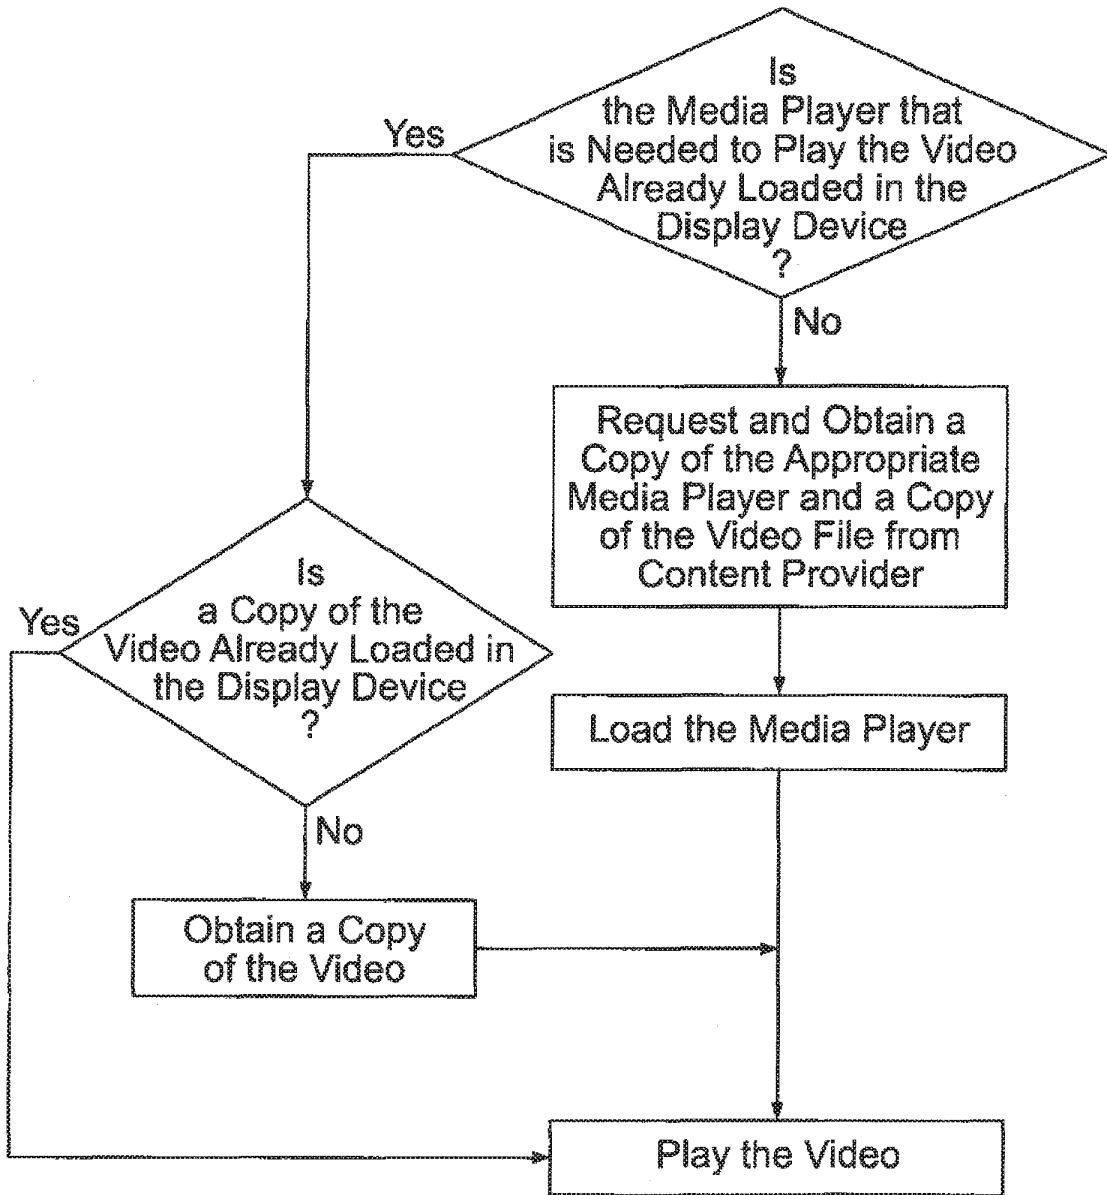 Is
the Media Player that
is Needed to Play the Video
Already Loaded in the
Display Device
?
Yes
No
Request and Obtain a
Copy of the Appropriate
Media Player and a Copy
of the Video File from
Content Provider
Is
a Copy of the
Video Already Loaded in
the Display Device
?
Yes
Load the Media Player
No
Obtain a Copy
of the Video
Play the Video